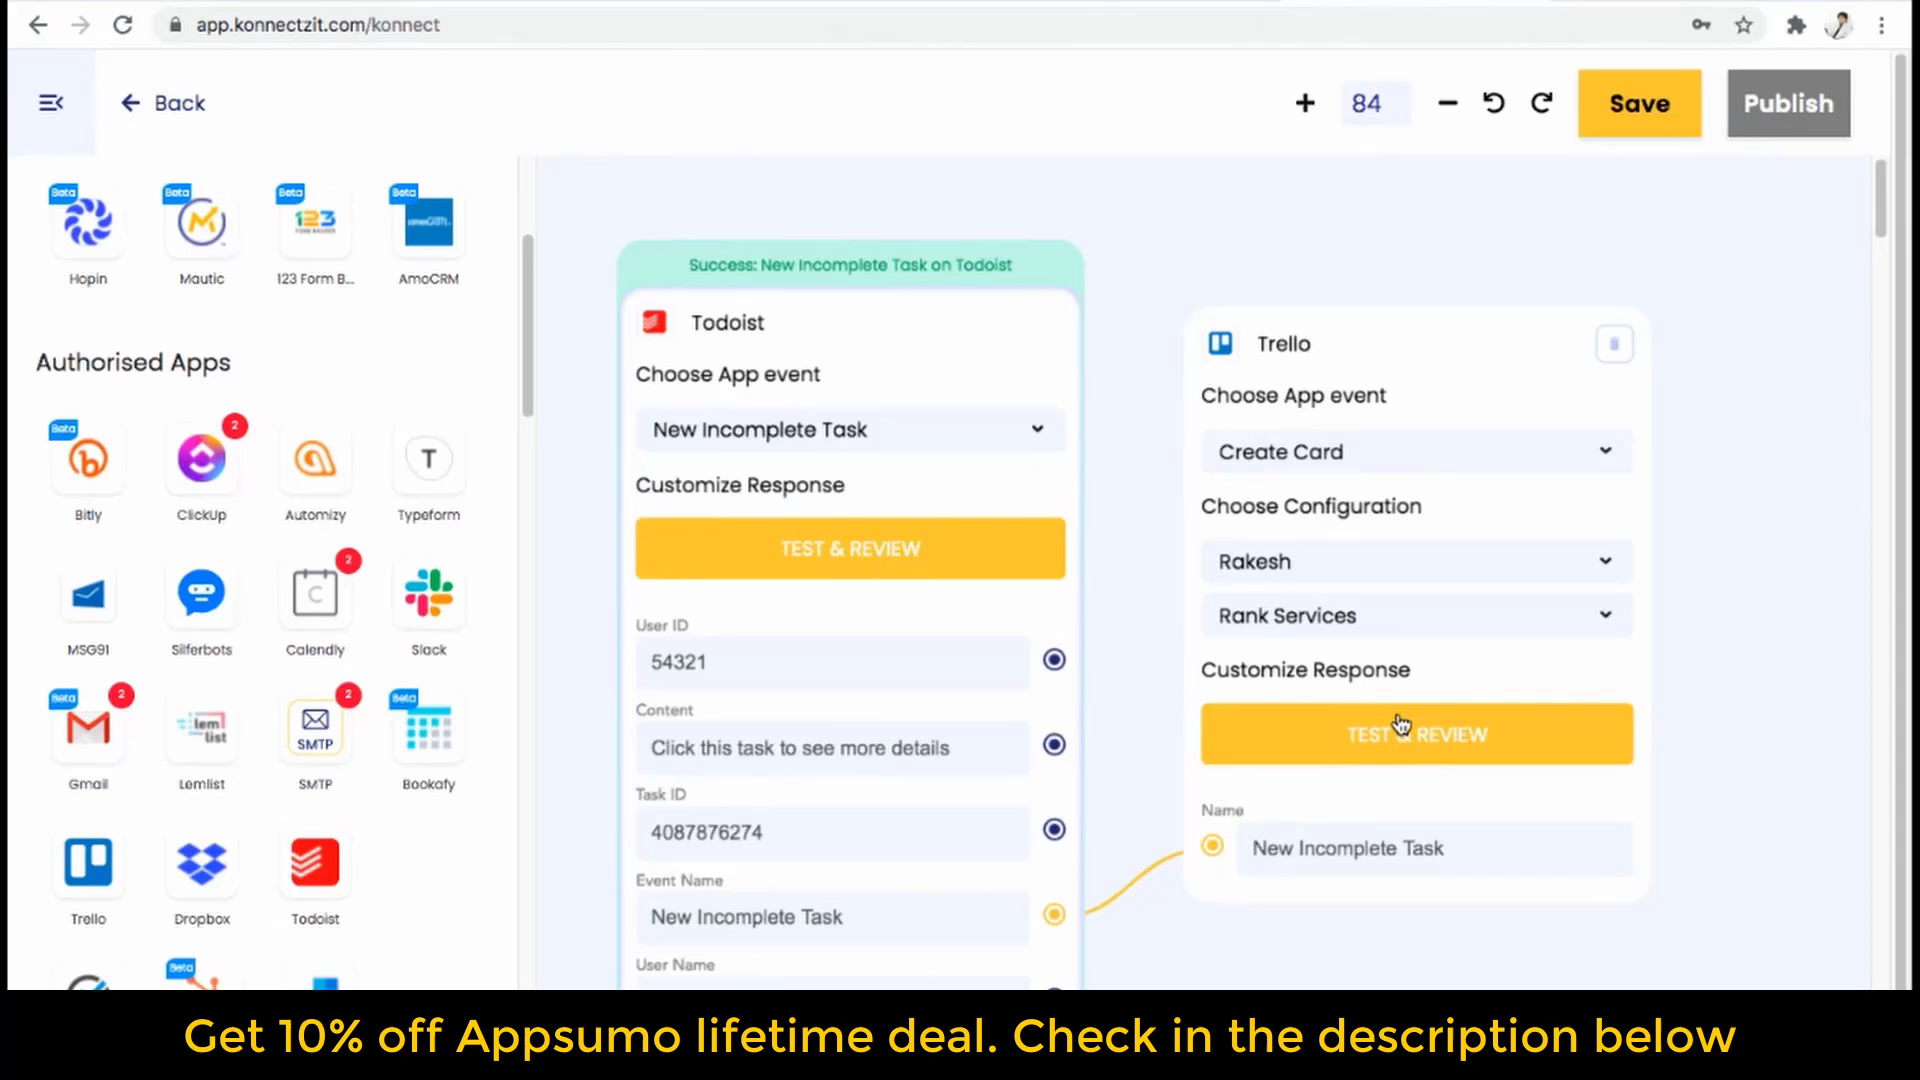 app.konnectzit.com/konnect
Back
84
Save
Publish
Beta
Beta
Beta
Beta
Hopin
Mautic
123 Form B...
AmoCRM
Authorised Apps
Beta
2
T
Bitly
ClickUp
Automizy
Typeform
2
C
MSG91
Silferbots
Calendly
Slack
Beta
2
lem
list
2
SMTP
Beta
Gmail
Lemlist
SMTP
Bookafy
Trello
Dropbox
Todoist
Beta
Success: New Incomplete Task on Todoist
Todoist
Choose App event
New Incomplete Task
Customize Response
TEST & REVIEW
User ID
54321
Content
Click this task to see more details
Task ID
4087876274
Event Name
New Incomplete Task
User Name
Trello
Choose App event
Create Card
Choose Configuration
Rakesh
Rank Services
Customize Response
TEST & REVIEW
Name
New Incomplete Task
Get 10% off Appsumo lifetime deal. Check in the description below